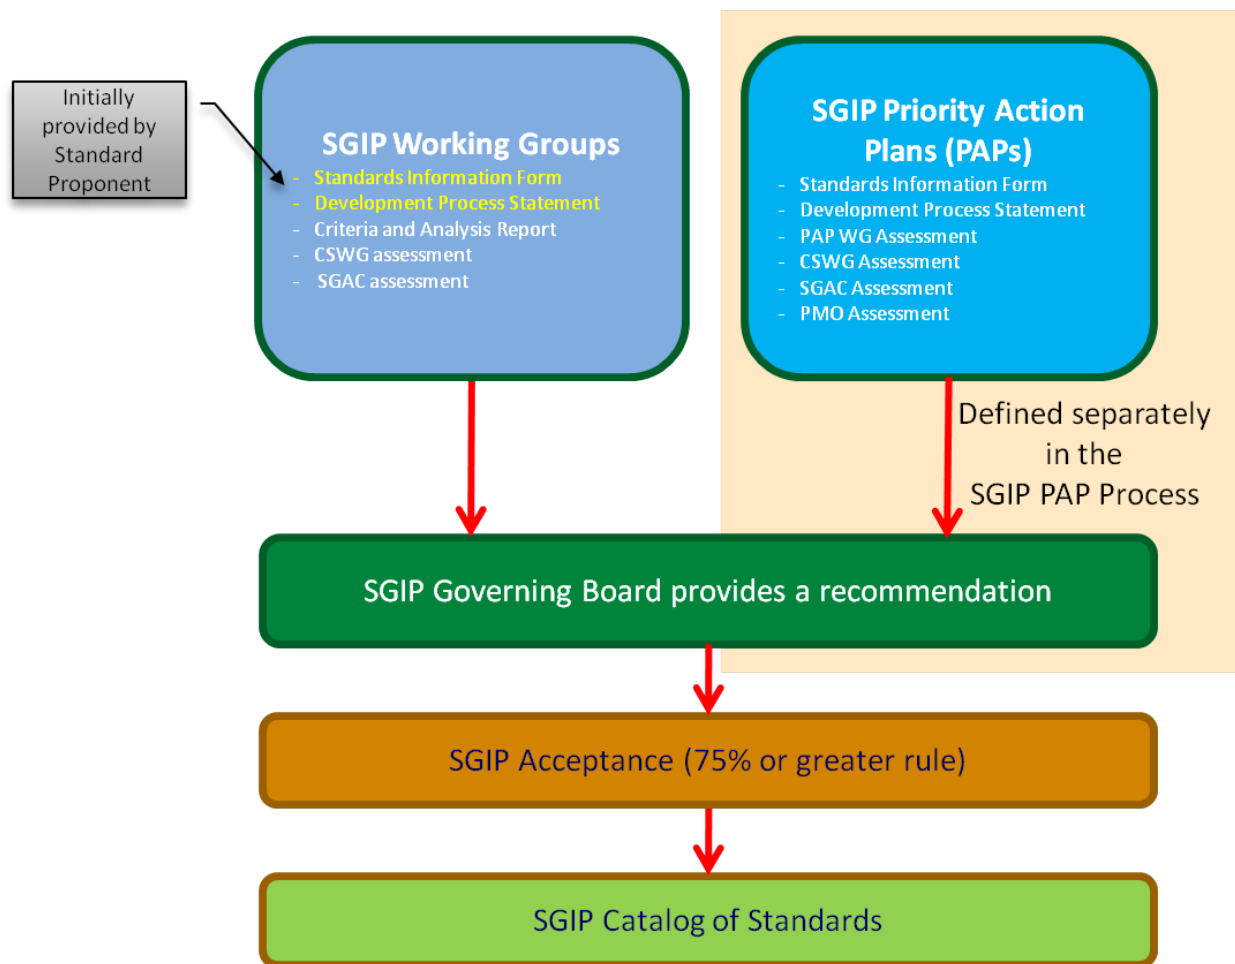 Initially
provided by
Standard
Proponent
SGIP Working Groups
- Standards Information Form
- Development Process Statement
- Criteria and Analysis Report
- CSWG assessment
- SGAC assessment
SGIP Priority Action
Plans (PAPs)
- Standards Information Form
- Development Process Statement
- PAP WG Assessment
- CSWG Assessment
- SGAC Assessment
- PMO Assessment
Defined separately
in the
SGIP PAP Process
SGIP Governing Board provides a recommendation
SGIP Acceptance (75% or greater rule)
SGIP Catalog of Standards